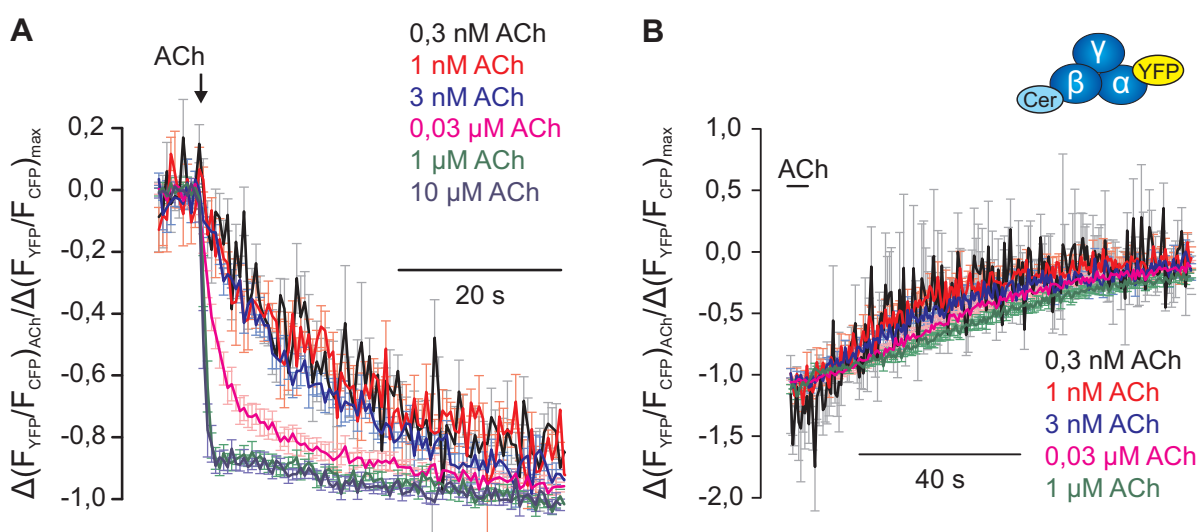 A
ACh
0,3 nM ACh
1 nM ACh
3 nM ACh
0,03 µM ACh
1 µM ACh
10 µM ACh
Δ(F_YFP/F_CFP)_ACh/Δ(F_YFP/F_CFP)_max
0,2
0,0
-0,2
-0,4
-0,6
-0,8
-1,0
20 s
B
γ
β
α
YFP
Cer
ACh
Δ(F_YFP/F_CFP)_ACh/Δ(F_YFP/F_CFP)_max
1,0
0,5
0,0
-0,5
-1,0
-1,5
-2,0
40 s
0,3 nM ACh
1 nM ACh
3 nM ACh
0,03 µM ACh
1 µM ACh